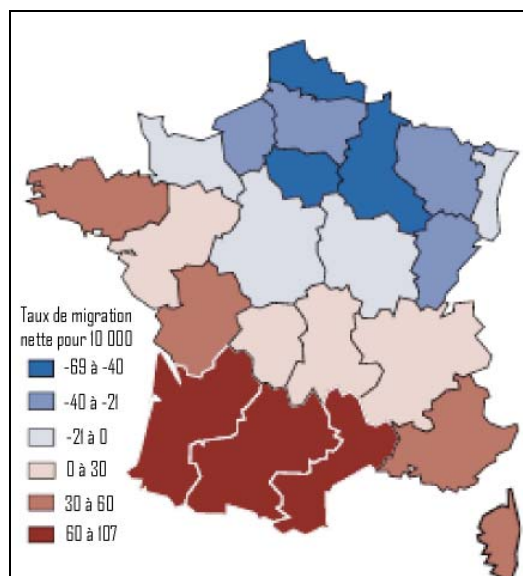 Taux de migration
nette pour 10 000
-69 à -40
-40 à -21
-21 à 0
0 à 30
30 à 60
60 à 107